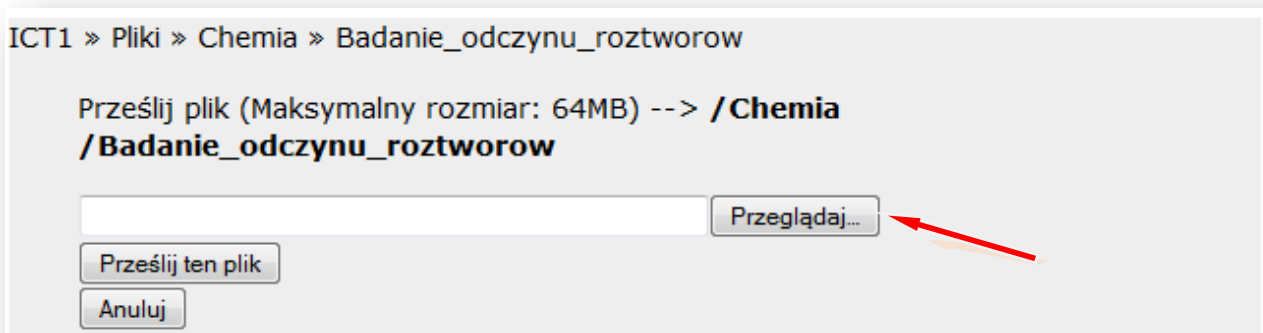 ICT1 » Pliki » Chemia » Badanie_odczynu_roztworow
Prześlij plik (Maksymalny rozmiar: 64MB) --> /Chemia
/Badanie_odczynu_roztworow
Przeglądaj...
Prześlij ten plik
Anuluj